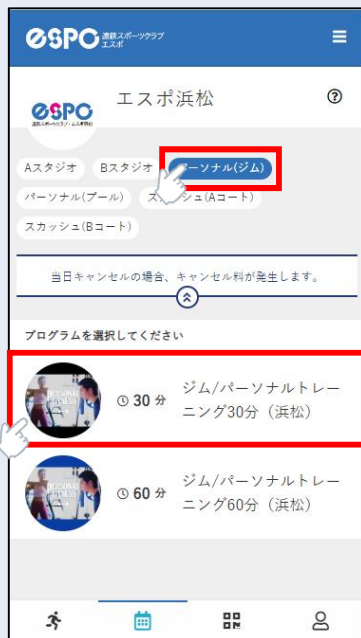 ESPO 遠鉄スポーツクラブ
エスポ
ESPO エスポ浜松
Aスタジオ Bスタジオ パーソナル(ジム)
パーソナル(プール) スカッシュ(Aコート)
スカッシュ(Bコート)
当日キャンセルの場合、キャンセル料が発生します。
プログラムを選択してください
30 分 ジム/パーソナルトレー
ニング30分（浜松）
60 分 ジム/パーソナルトレー
ニング60分（浜松）